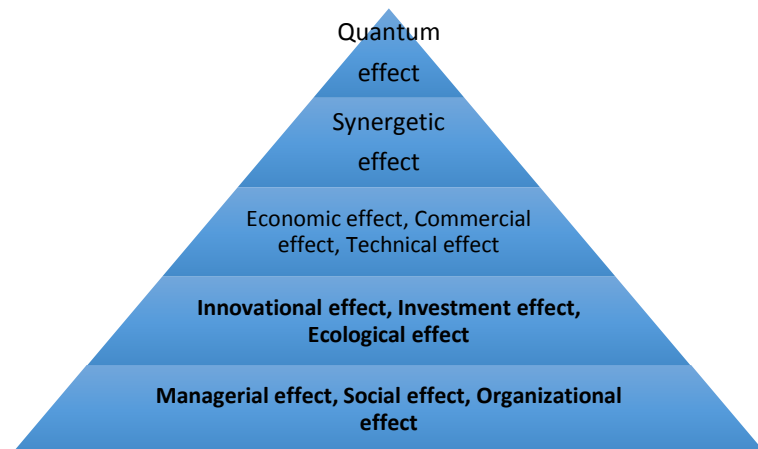 Quantum
effect
Synergetic
effect
Economic effect, Commercial
effect, Technical effect
Innovational effect, Investment effect,
Ecological effect
Managerial effect, Social effect, Organizational
effect